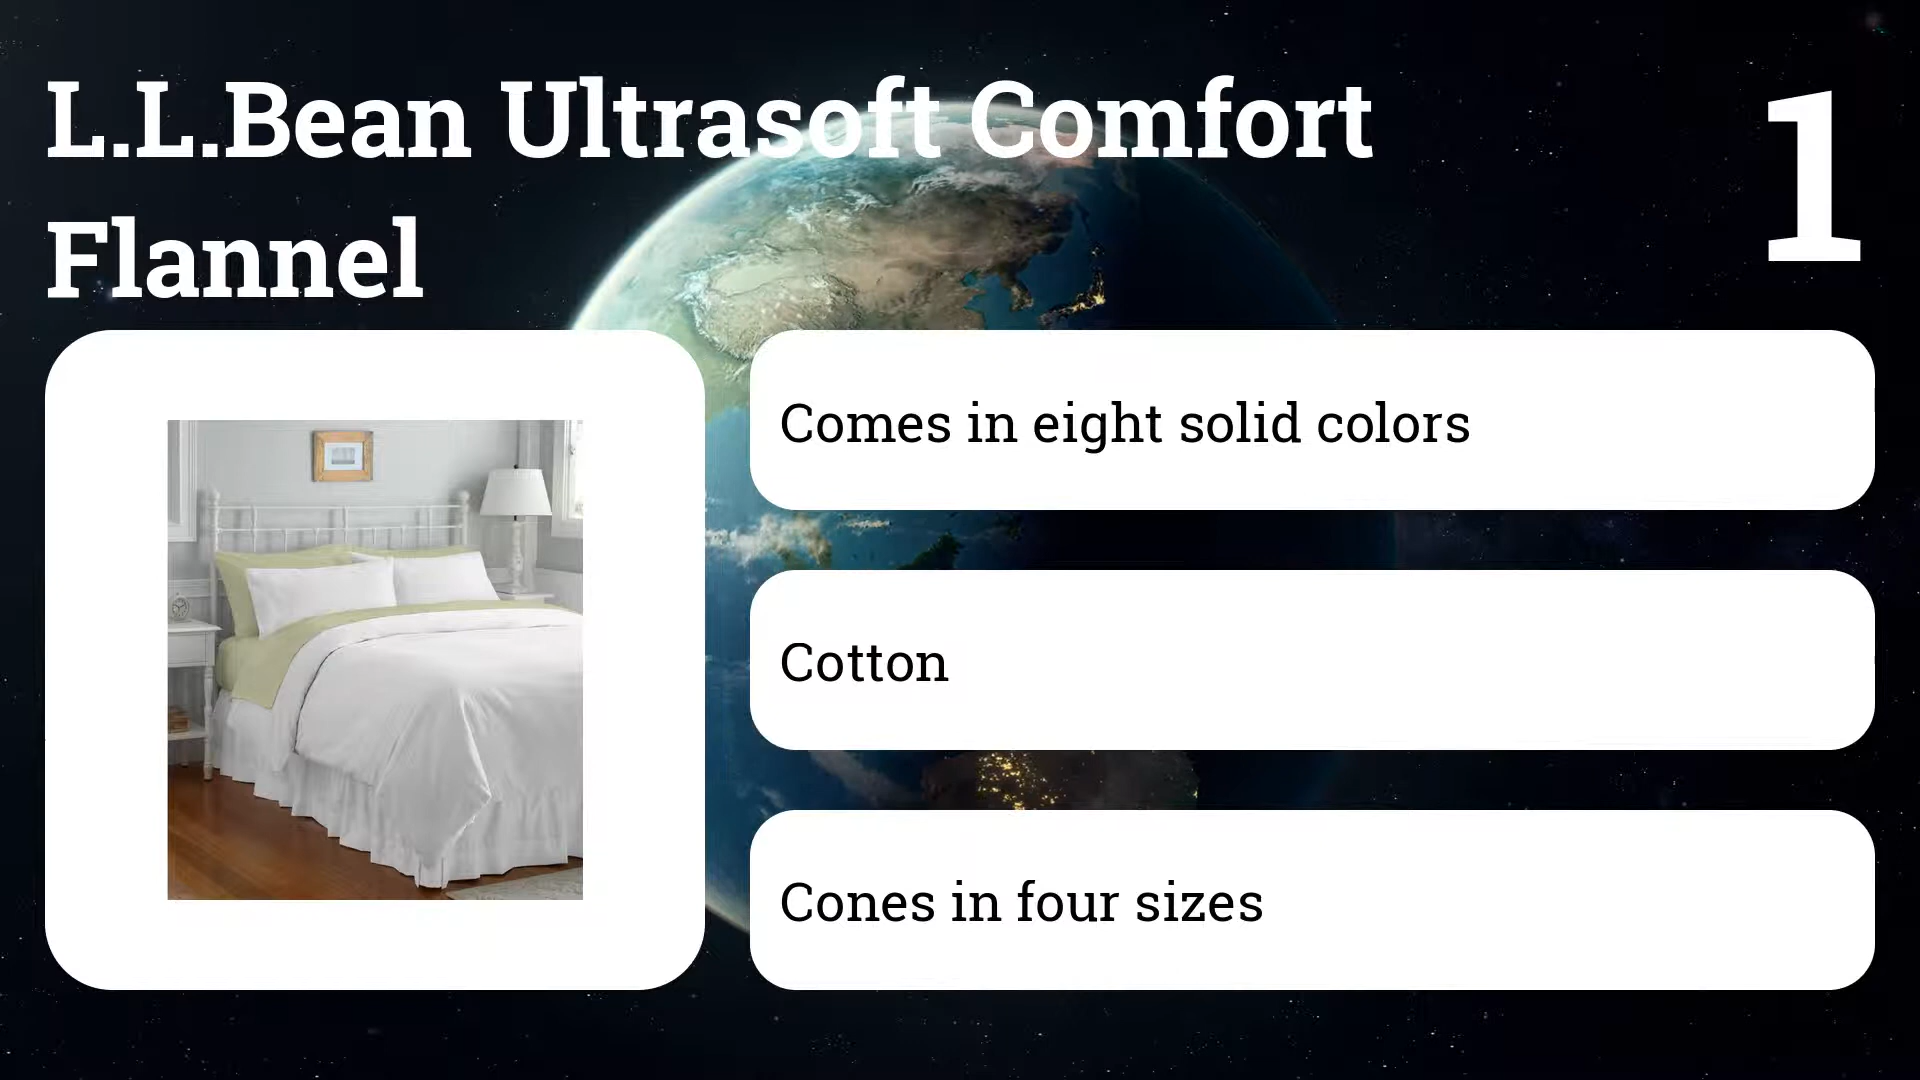 L.L.Bean Ultrasoft Comfort
Flannel
1
Comes in eight solid colors
Cotton
Cones in four sizes